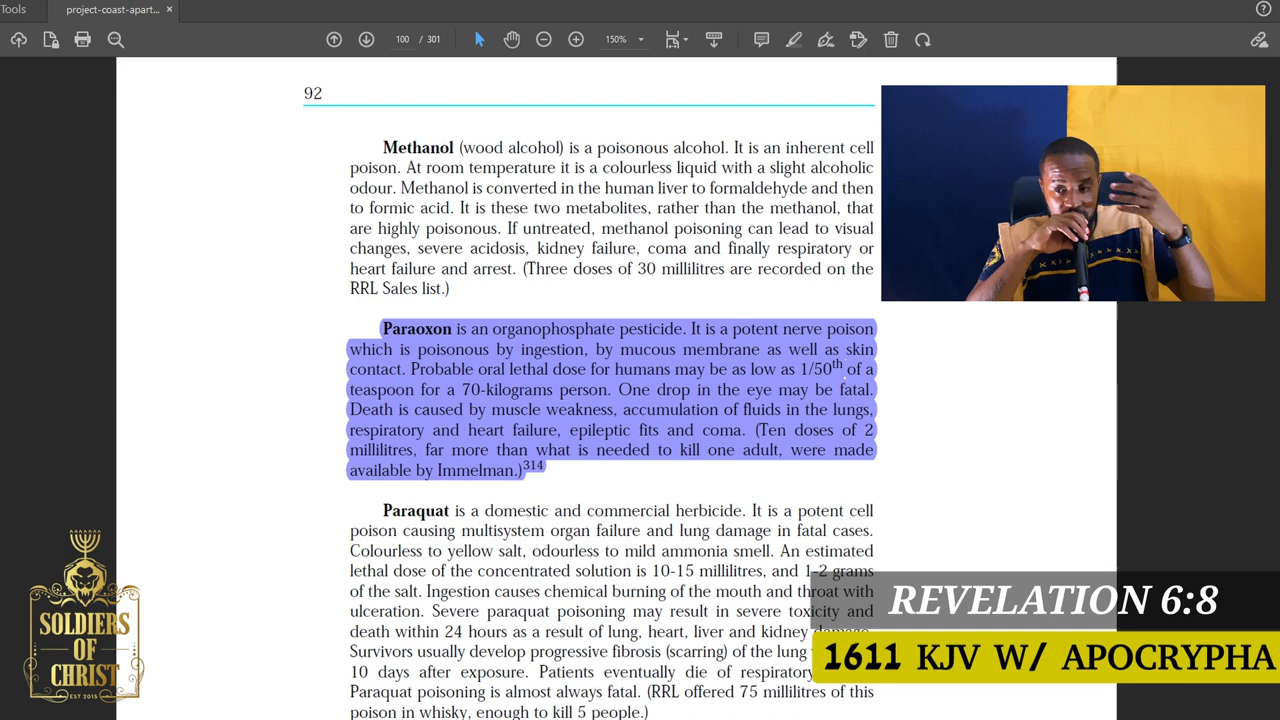 Tools
project-coast-apart... ×
100 / 301
150%
92
Methanol (wood alcohol) is a poisonous alcohol. It is an inherent cell
poison. At room temperature it is a colourless liquid with a slight alcoholic
odour. Methanol is converted in the human liver to formaldehyde and then
to formic acid. It is these two metabolites, rather than the methanol, that
are highly poisonous. If untreated, methanol poisoning can lead to visual
changes, severe acidosis, kidney failure, coma and finally respiratory or
heart failure and arrest. (Three doses of 30 millilitres are recorded on the
RRL Sales list.)
Paraoxon is an organophosphate pesticide. It is a potent nerve poison
which is poisonous by ingestion, by mucous membrane as well as skin
contact. Probable oral lethal dose for humans may be as low as 1/50th of a
teaspoon for a 70-kilograms person. One drop in the eye may be fatal.
Death is caused by muscle weakness, accumulation of fluids in the lungs,
respiratory and heart failure, epileptic fits and coma. (Ten doses of 2
millilitres, far more than what is needed to kill one adult, were made
available by Immelman.)314
Paraquat is a domestic and commercial herbicide. It is a potent cell
poison causing multisystem organ failure and lung damage in fatal cases.
Colourless to yellow salt, odourless to mild ammonia smell. An estimated
lethal dose of the concentrated solution is 10-15 millilitres, and 1-2 grams
of the salt. Ingestion causes chemical burning of the mouth and throat with
ulceration. Severe paraquat poisoning may result in severe toxicity and
death within 24 hours as a result of lung, heart, liver and kidney damage.
Survivors usually develop progressive fibrosis (scarring) of the lung
10 days after exposure. Patients eventually die of respiratory
Paraquat poisoning is almost always fatal. (RRL offered 75 millilitres of this
poison in whisky, enough to kill 5 people.)
REVELATION 6:8
1611 KJV W/ APOCRYPHA
SOLDIERS
OF
CHRIST
EST 2015